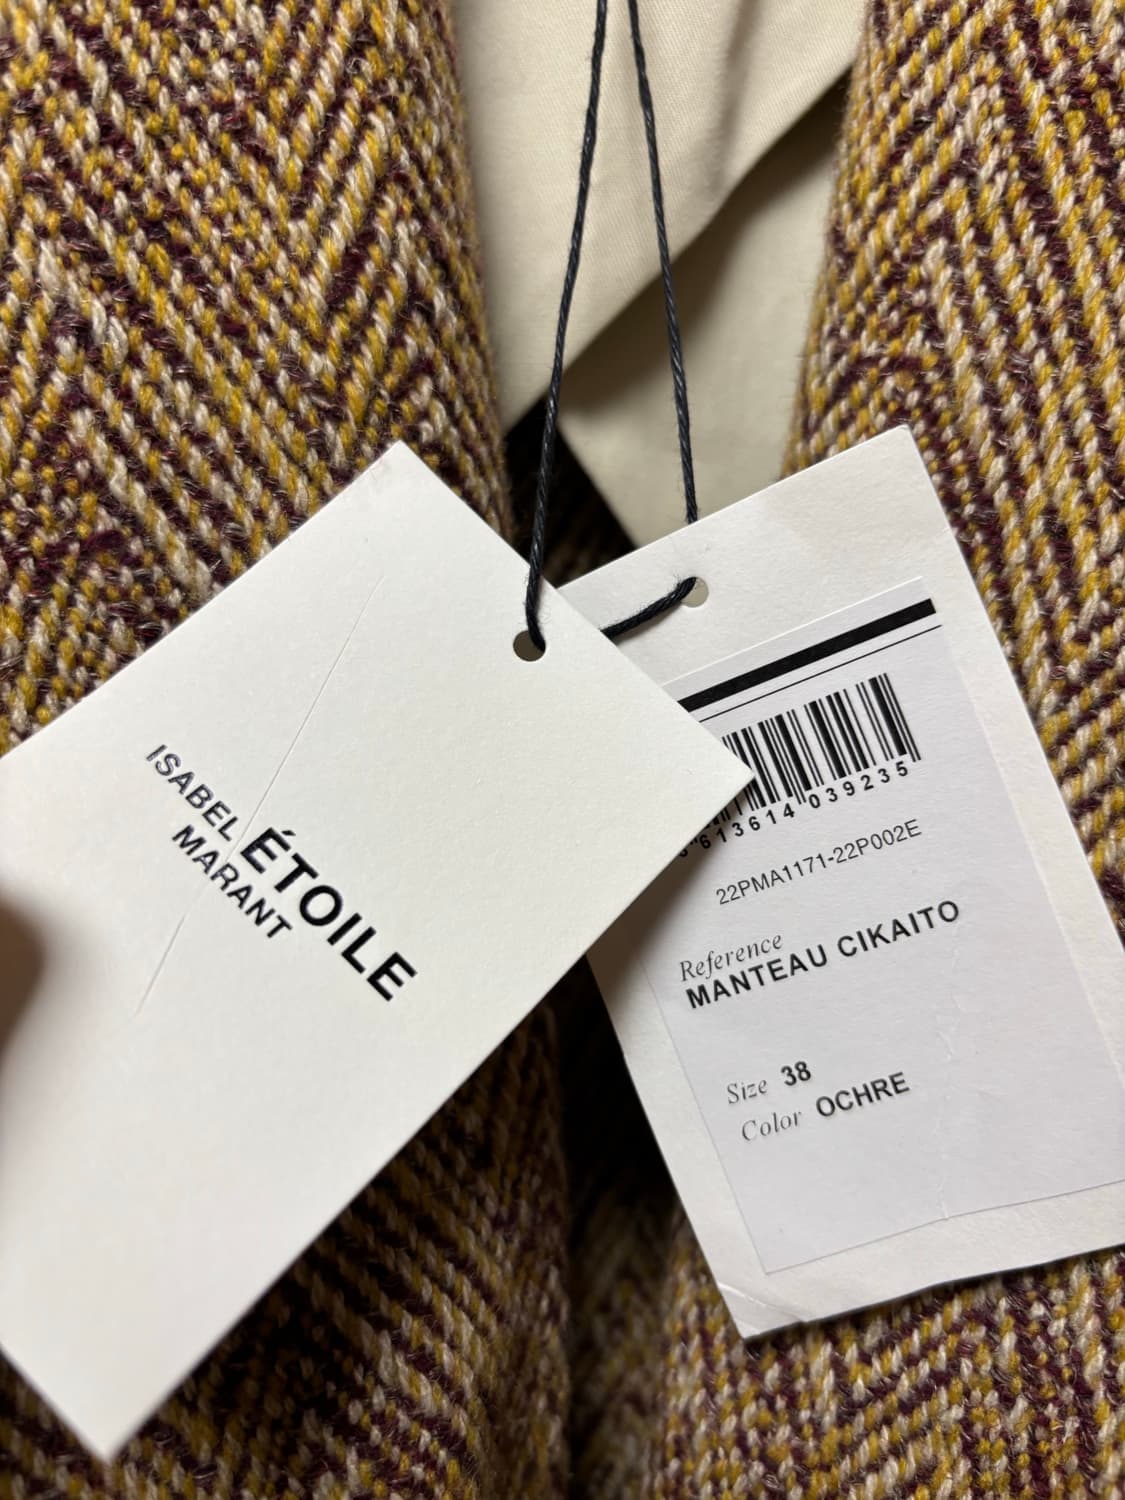 ISABEL
MARANT
ÉTOILE
613614 039235
22PMA1171-22P002E
Reference
MANTEAU CIKAITO
Size 38
Color OCHRE